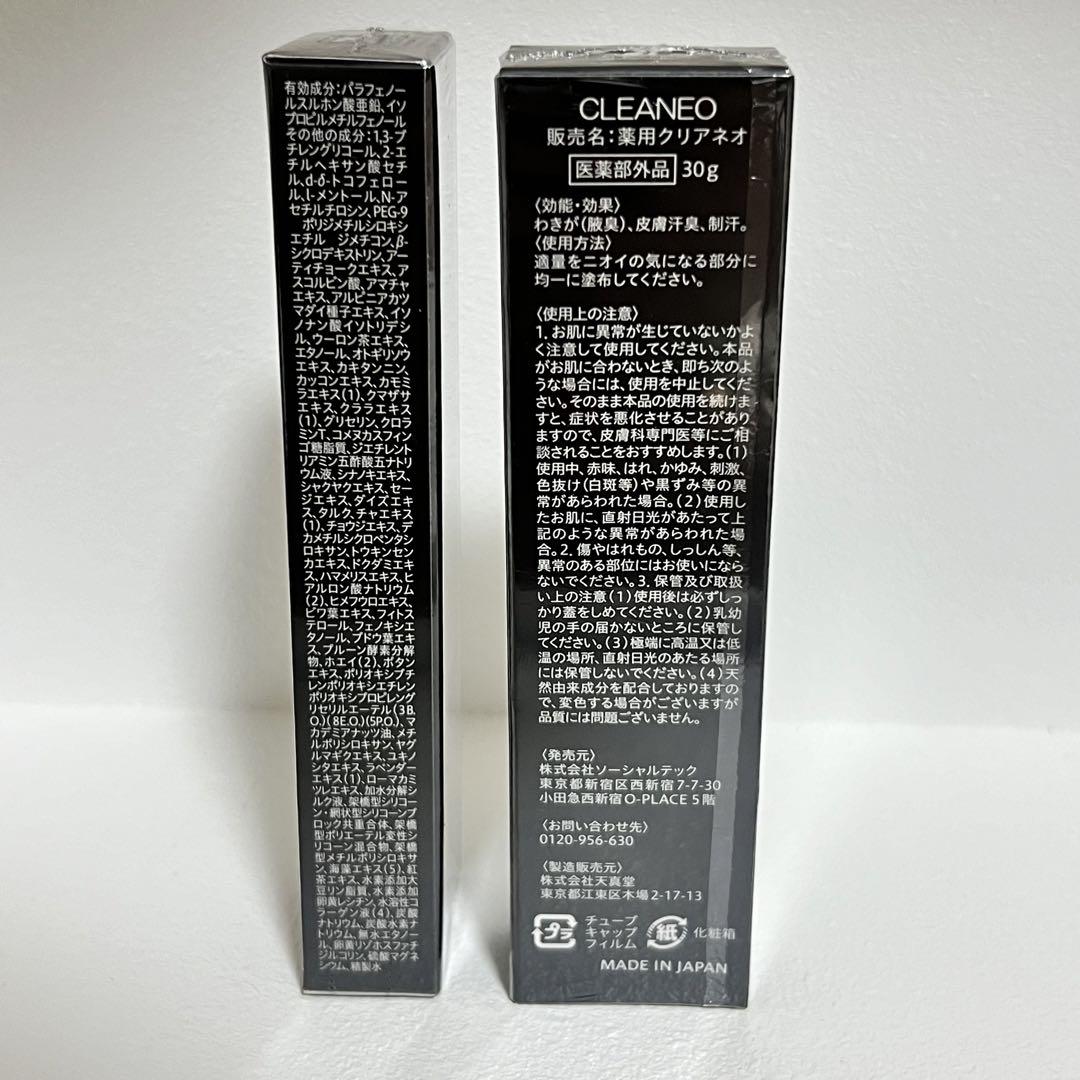 有効成分:パラフェノー
ルスルホン酸亜鉛、イソ
プロピルメチルフェノール
その他の成分:1,3-ブ
チレングリコール、2-エ
チルヘキサン酸セチ
ル、d-δ-トコフェロー
ル、l-メントール、N-ア
セチルチロシン、PEG-9
ポリジメチルシロキシ
エチル ジメチコン、β-
シクロデキストリン、アー
ティチョークエキス、ア
スコルビン酸、アマチャ
エキス、アルピニアカツ
マダイ種子エキス、イソ
ノナン酸イソトリデシ
ル、ウーロン茶エキス、
エタノール、オトギリソウ
エキス、カキタンニン、
カッコンエキス、カモミ
ラエキス(1)、クマザサ
エキス、クララエキス
(1)、グリセリン、クロラ
ミンT、コメヌカスフィン
ゴ糖脂質、ジエチレント
リアミン五酢酸五ナトリ
ウム液、シナノキエキス、
シャクヤクエキス、セー
ジエキス、ダイズエキ
ス、タルク、チャエキス
(1)、チョウジエキス、デ
カメチルシクロペンタシ
ロキサン、トウキンセン
カエキス、ドクダミエキ
ス、ハマメリスエキス、ヒ
アルロン酸ナトリウム
(2)、ヒメフウロエキス、
ビワ葉エキス、フィトス
テロール、フェノキシエ
タノール、ブドウ葉エキ
ス、プルーン酵素分解
物、ホエイ(2)、ボタン
エキス、ポリオキシブチ
レンポリオキシエチレン
ポリオキシプロピレング
リセリルエーテル(3B.
O.)(8E.O.)(5P.O.)、マ
カデミアナッツ油、メチ
ルポリシロキサン、ヤグ
ルマギクエキス、ユキノ
シタエキス、ラベンダー
エキス(1)、ローマカミ
ツレエキス、加水分解シ
ルク液、架橋型シリコー
ン・網状型シリコーンブ
ロック共重合体、架橋
型ポリエーテル変性シ
リコーン混合物、架橋
型メチルポリシロキサ
ン、海藻エキス(5)、紅
茶エキス、水素添加大
豆リン脂質、水素添加
卵黄レシチン、水溶性コ
ラーゲン液(4)、炭酸
ナトリウム、炭酸水素ナ
トリウム、無水エタノー
ル、卵黄リゾホスファチ
ジルコリン、硫酸マグネ
シウム、精製水
CLEANEO
販売名:薬用クリアネオ
医薬部外品 30g
〈効能・効果〉
わきが(腋臭)、皮膚汗臭、制汗。
〈使用方法〉
適量をニオイの気になる部分に
均一に塗布してください。
〈使用上の注意〉
1. お肌に異常が生じていないかよ
く注意して使用してください。本品
がお肌に合わないとき、即ち次のよ
うな場合には、使用を中止してくだ
さい。そのまま本品の使用を続けま
すと、症状を悪化させることがあり
ますので、皮膚科専門医等にご相
談されることをおすすめします。(1)
使用中、赤味、はれ、かゆみ、刺激、
色抜け(白斑等)や黒ずみ等の異
常があらわれた場合。(2)使用し
たお肌に、直射日光があたって上
記のような異常があらわれた場
合。2. 傷やはれもの、しっしん等、
異常のある部位にはお使いになら
ないでください。3. 保管及び取扱
い上の注意(1)使用後は必ずしっ
かり蓋をしめてください。(2)乳幼
児の手の届かないところに保管し
てください。(3)極端に高温又は低
温の場所、直射日光のあたる場所
には保管しないでください。(4)天
然由来成分を配合しておりますの
で、変色する場合がございますが
品質には問題ございません。
〈発売元〉
株式会社ソーシャルテック
東京都新宿区西新宿7-7-30
小田急西新宿O-PLACE 5階
〈お問い合わせ先〉
0120-956-630
〈製造販売元〉
株式会社天真堂
東京都江東区木場2-17-13
プラ チューブ キャップ フィルム 紙 化粧箱
MADE IN JAPAN